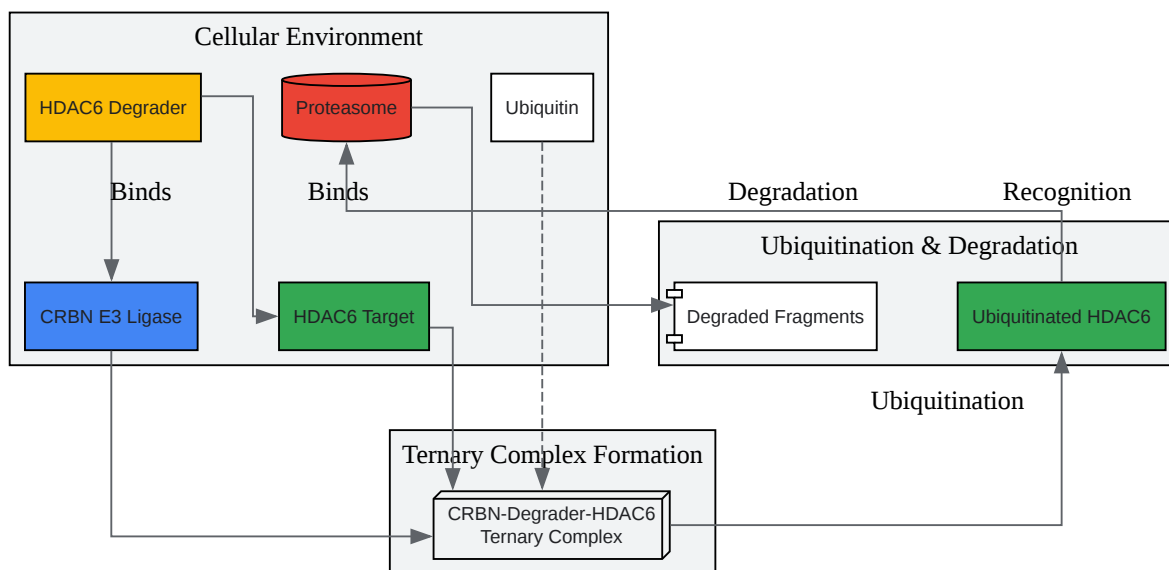 Cellular Environment
HDAC6 Degrader
Proteasome
Ubiquitin
Binds
Binds
Degradation
Recognition
Ubiquitination & Degradation
CRBN E3 Ligase
HDAC6 Target
Degraded Fragments
Ubiquitinated HDAC6
Ubiquitination
Ternary Complex Formation
CRBN-Degrader-HDAC6
Ternary Complex